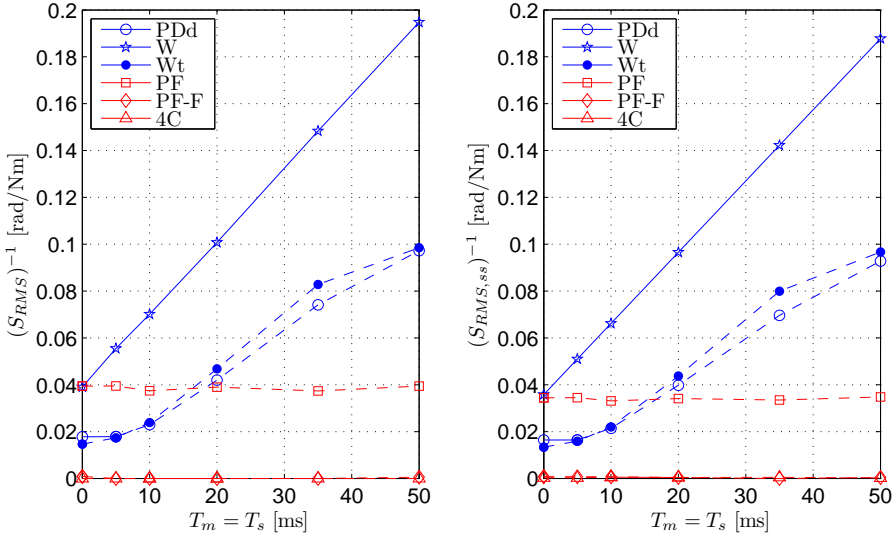 0.2
0.18
0.16
0.14
0.12
0.1
0.08
0.06
0.04
0.02
0
(S_{RMS})^{-1} [rad/Nm]
PDd
W
Wt
PF
PF-F
4C
0 10 20 30 40 50
T_m = T_s [ms]
0.2
0.18
0.16
0.14
0.12
0.1
0.08
0.06
0.04
0.02
0
(S_{RMS,ss})^{-1} [rad/Nm]
PDd
W
Wt
PF
PF-F
4C
0 10 20 30 40 50
T_m = T_s [ms]